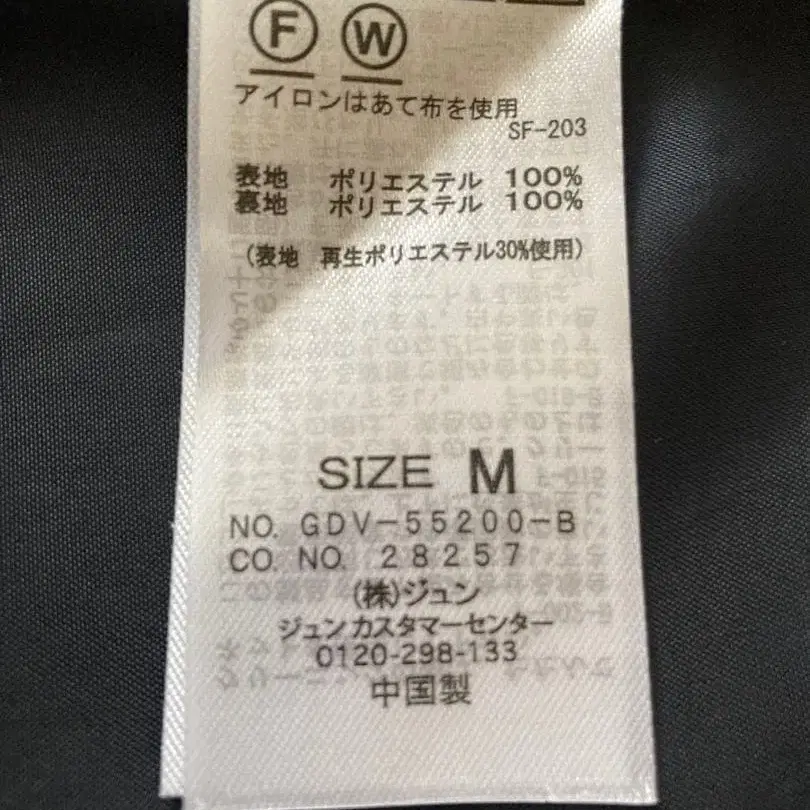 F W
アイロンはあて布を使用
SF-203
表地 ポリエステル 100%
裏地 ポリエステル 100%
(表地 再生ポリエステル30%使用)
SIZE M
NO. GDV-55200-B
CO. NO. 28257
(株)ジュン
ジュンカスタマーセンター
0120-298-133
中国製